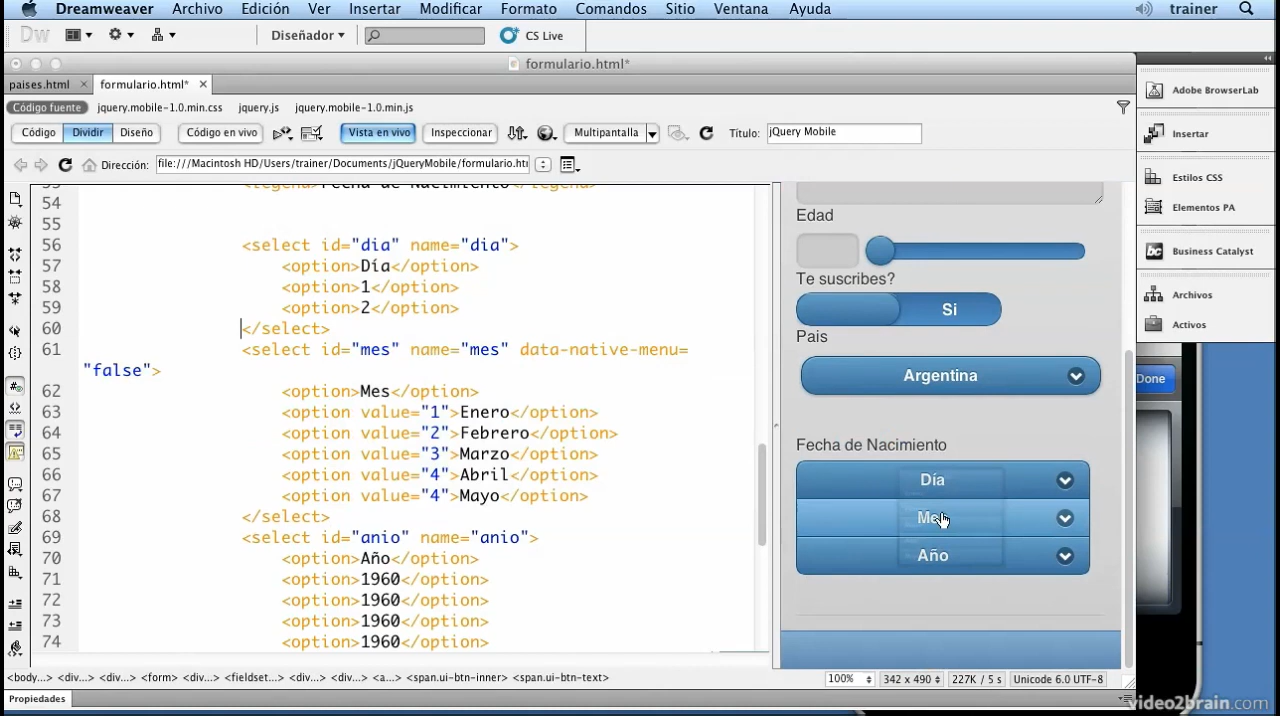 Dreamweaver Archivo Edición Ver Insertar Modificar Formato Comandos Sitio Ventana Ayuda trainer
Dw Diseñador CS Live
formulario.html*
paises.html formulario.html*
Código fuente jquery.mobile-1.0.min.css jquery.js jquery.mobile-1.0.min.js
Código Dividir Diseño Código en vivo Vista en vivo Inspeccionar Multipantalla Título: jQuery Mobile
Dirección: file:///Macintosh HD/Users/trainer/Documents/jQueryMobile/formulario.htm
53 <legend>Fecha de Nacimiento</legend>
54
55
56 <select id="dia" name="dia">
57 <option>Día</option>
58 <option>1</option>
59 <option>2</option>
60 </select>
61 <select id="mes" name="mes" data-native-menu=
"false">
62 <option>Mes</option>
63 <option value="1">Enero</option>
64 <option value="2">Febrero</option>
65 <option value="3">Marzo</option>
66 <option value="4">Abril</option>
67 <option value="4">Mayo</option>
68 </select>
69 <select id="anio" name="anio">
70 <option>Año</option>
71 <option>1960</option>
72 <option>1960</option>
73 <option>1960</option>
74 <option>1960</option>
Edad
Te suscribes?
Si
Pais
Argentina
Fecha de Nacimiento
Día
Mes
Año
Adobe BrowserLab
Insertar
Estilos CSS
Elementos PA
bc Business Catalyst
Archivos
Activos
Done
<body...> <div...> <div...> <form> <div...> <fieldset...> <div...> <div...> <a...> <span.ui-btn-inner> <span.ui-btn-text> 100% 342 x 490 227K / 5 s Unicode 6.0 UTF-8
Propiedades
video2brain.com